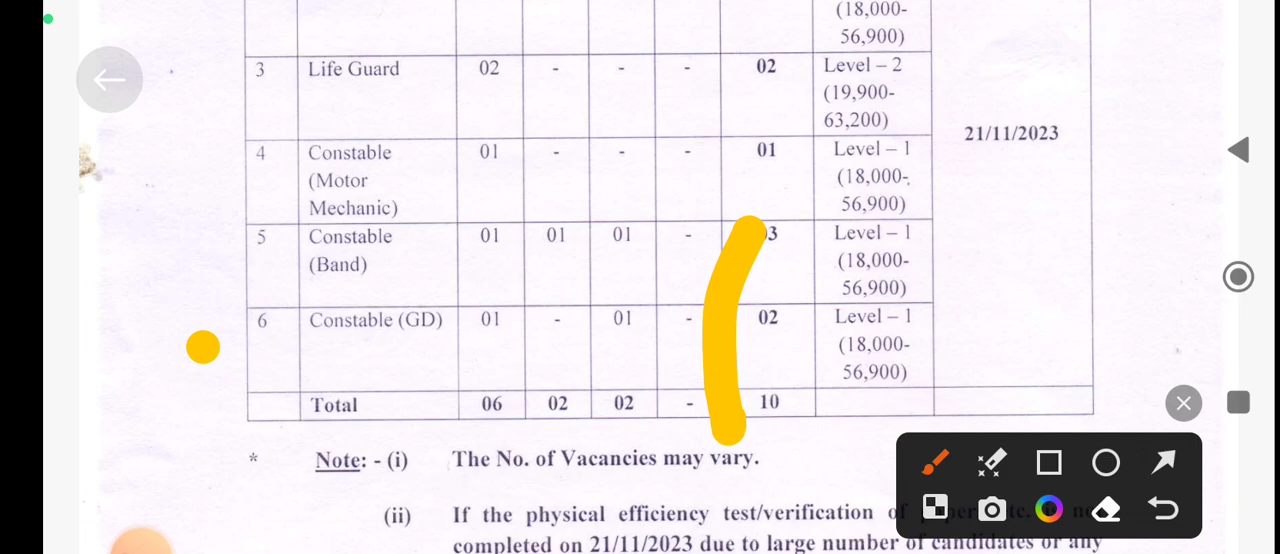 (18,000-
56,900)
3 Life Guard 02 - - - 02 Level – 2
(19,900-
63,200)
21/11/2023
4 Constable 01 - - - 01 Level – 1
(Motor (18,000-
Mechanic) 56,900)
5 Constable 01 01 01 - 03 Level – 1
(Band) (18,000-
56,900)
6 Constable (GD) 01 - 01 - 02 Level – 1
(18,000-
56,900)
Total 06 02 02 - 10
* Note: - (i) The No. of Vacancies may vary.
(ii) If the physical efficiency test/verification of
completed on 21/11/2023 due to large number of candidates or any